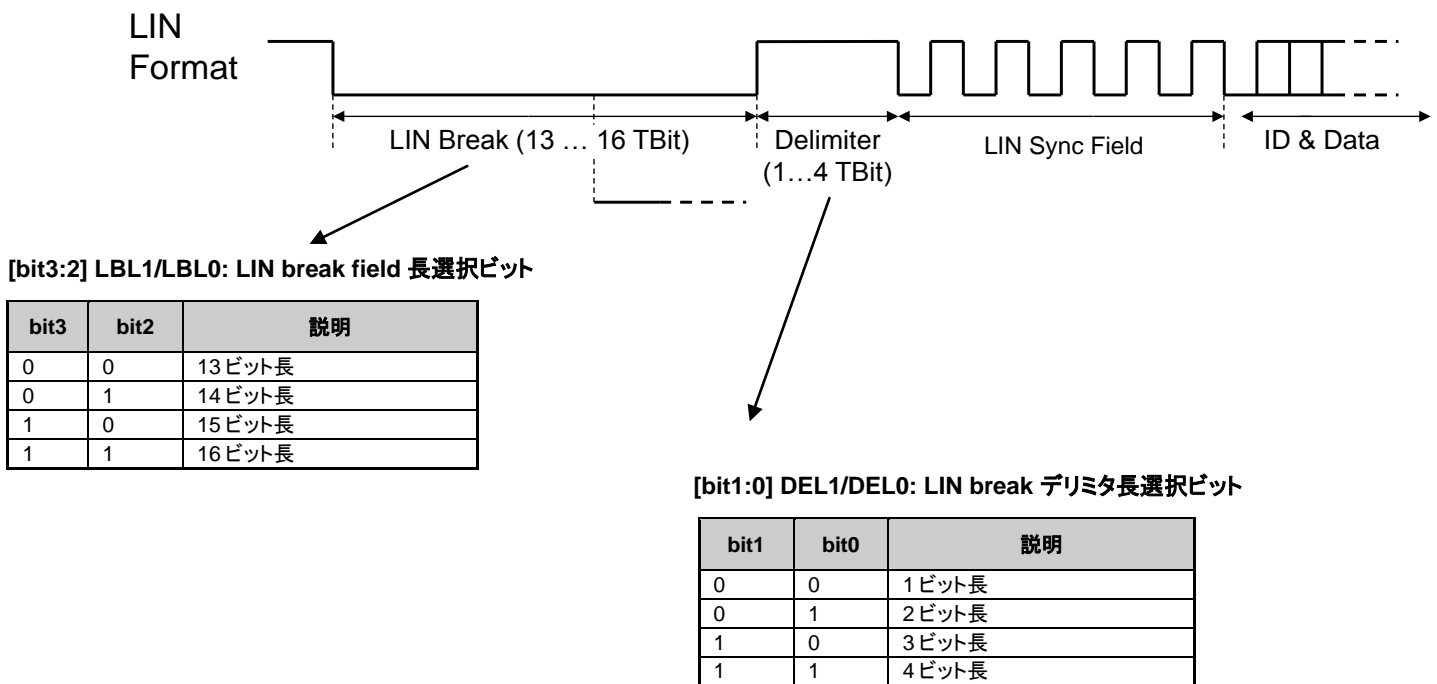 LIN
Format
LIN Break (13 … 16 TBit)
Delimiter
(1…4 TBit)
LIN Sync Field
ID & Data
[bit3:2] LBL1/LBL0: LIN break field 長選択ビット
bit3 bit2 説明
0 0 13ビット長
0 1 14ビット長
1 0 15ビット長
1 1 16ビット長
[bit1:0] DEL1/DEL0: LIN break デリミタ長選択ビット
bit1 bit0 説明
0 0 1ビット長
0 1 2ビット長
1 0 3ビット長
1 1 4ビット長